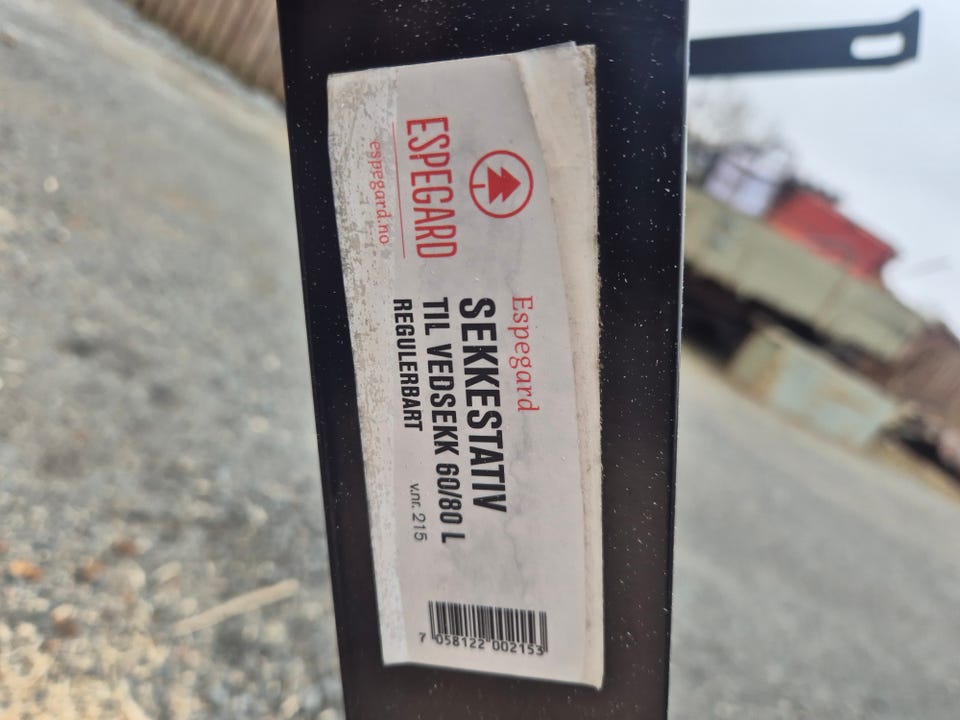 ESPEGARD
espegard.no
Espegard
SEKKESTATIV
TIL VEDSEKK 60/80 L
REGULERBART
v.nr. 215
7 058122 002153